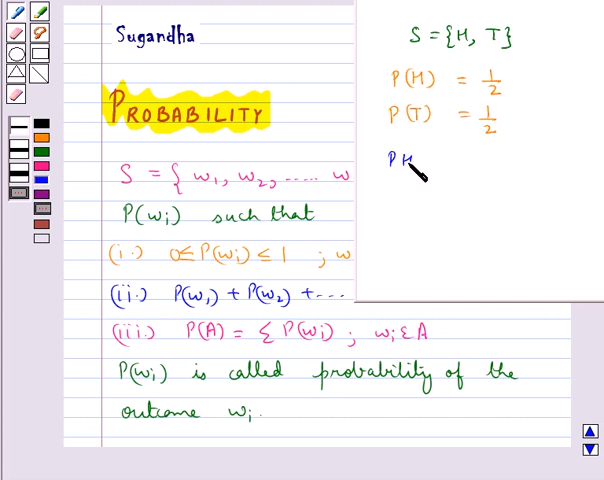 Sugandha
PROBABILITY
S = { w₁, w₂, ..... w
P(wᵢ) such that
(i.) 0 ≤ P(wᵢ) ≤ 1 ; w
(ii.) P(w₁) + P(w₂) + ....
(iii.) P(A) = Σ P(wᵢ) ; wᵢ ε A
P(wᵢ) is called probability of the
outcome wᵢ.
S = {H, T}
P(H) = 1/2
P(T) = 1/2
P H